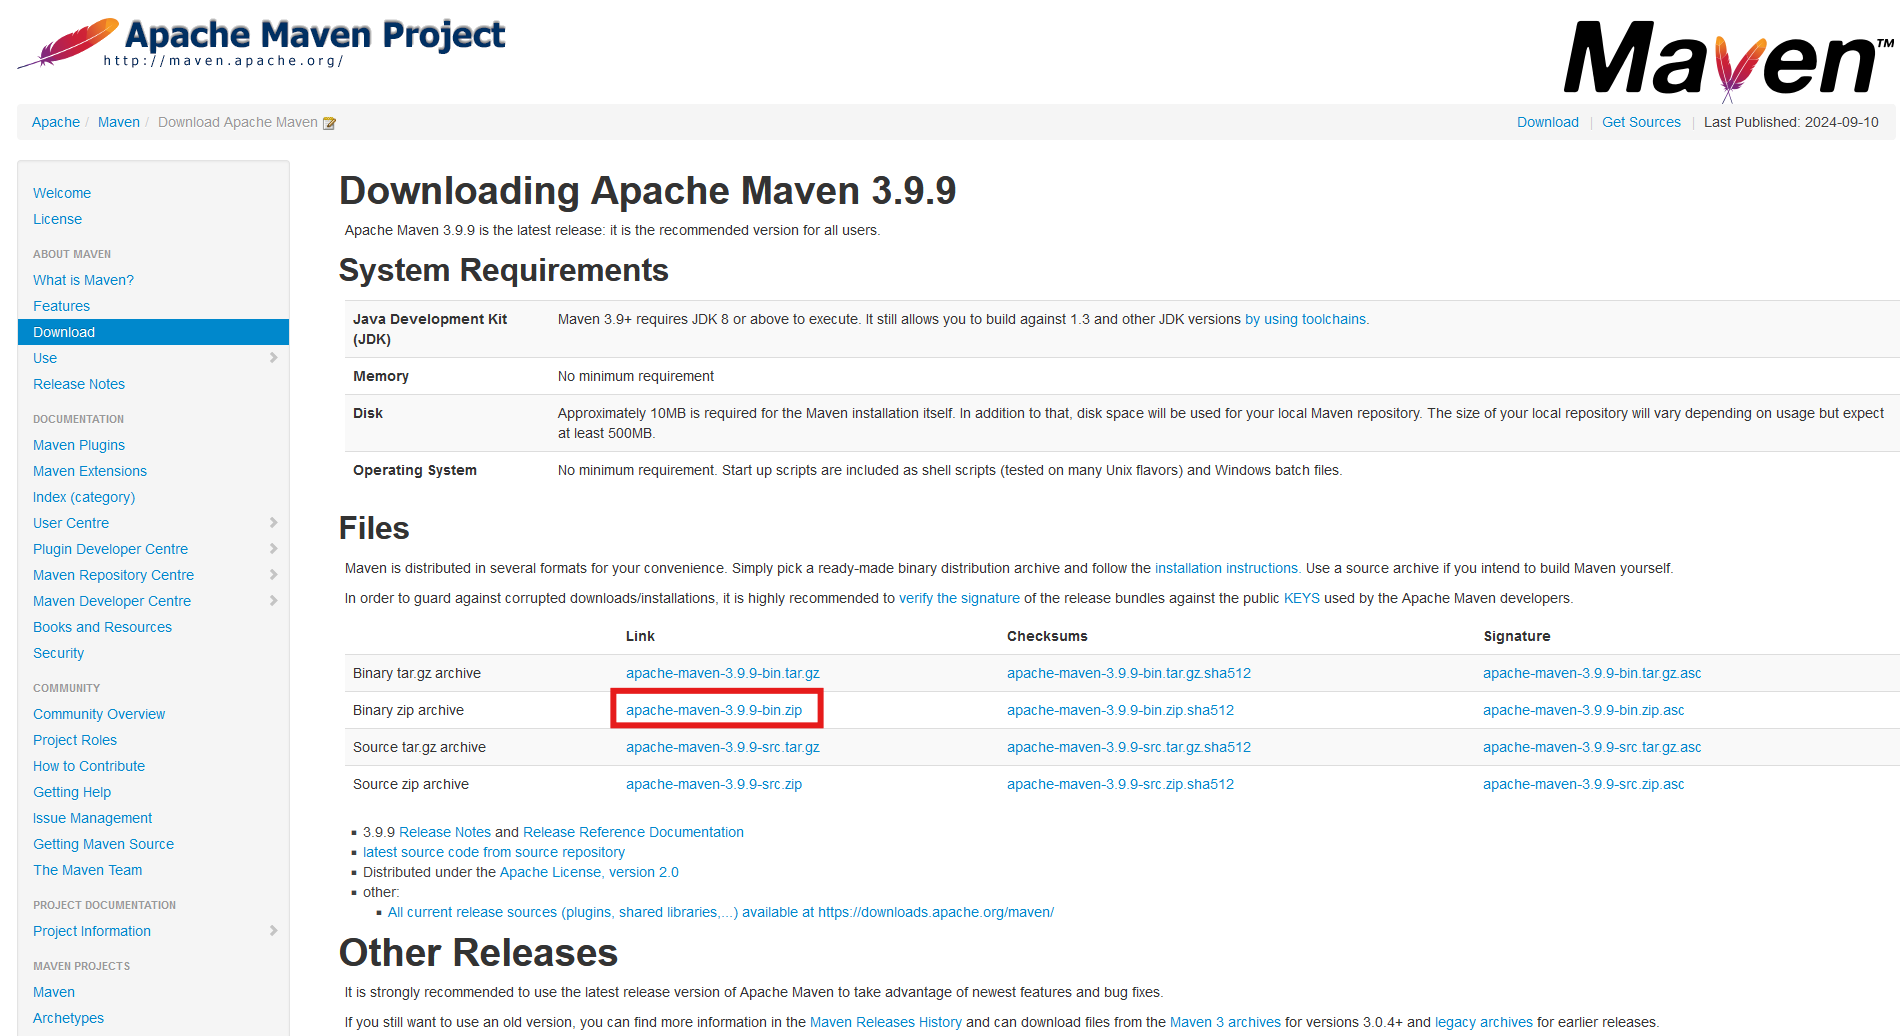 Apache Maven Project
http://maven.apache.org/
Maven™
Apache / Maven / Download Apache Maven
Download | Get Sources | Last Published: 2024-09-10
Welcome
License
ABOUT MAVEN
What is Maven?
Features
Download
Use
Release Notes
DOCUMENTATION
Maven Plugins
Maven Extensions
Index (category)
User Centre
Plugin Developer Centre
Maven Repository Centre
Maven Developer Centre
Books and Resources
Security
COMMUNITY
Community Overview
Project Roles
How to Contribute
Getting Help
Issue Management
Getting Maven Source
The Maven Team
PROJECT DOCUMENTATION
Project Information
MAVEN PROJECTS
Maven
Archetypes
Downloading Apache Maven 3.9.9
Apache Maven 3.9.9 is the latest release: it is the recommended version for all users.
System Requirements
Java Development Kit (JDK) Maven 3.9+ requires JDK 8 or above to execute. It still allows you to build against 1.3 and other JDK versions by using toolchains.
Memory No minimum requirement
Disk Approximately 10MB is required for the Maven installation itself. In addition to that, disk space will be used for your local Maven repository. The size of your local repository will vary depending on usage but expect
at least 500MB.
Operating System No minimum requirement. Start up scripts are included as shell scripts (tested on many Unix flavors) and Windows batch files.
Files
Maven is distributed in several formats for your convenience. Simply pick a ready-made binary distribution archive and follow the installation instructions. Use a source archive if you intend to build Maven yourself.
In order to guard against corrupted downloads/installations, it is highly recommended to verify the signature of the release bundles against the public KEYS used by the Apache Maven developers.
Link Checksums Signature
Binary tar.gz archive apache-maven-3.9.9-bin.tar.gz apache-maven-3.9.9-bin.tar.gz.sha512 apache-maven-3.9.9-bin.tar.gz.asc
Binary zip archive apache-maven-3.9.9-bin.zip apache-maven-3.9.9-bin.zip.sha512 apache-maven-3.9.9-bin.zip.asc
Source tar.gz archive apache-maven-3.9.9-src.tar.gz apache-maven-3.9.9-src.tar.gz.sha512 apache-maven-3.9.9-src.tar.gz.asc
Source zip archive apache-maven-3.9.9-src.zip apache-maven-3.9.9-src.zip.sha512 apache-maven-3.9.9-src.zip.asc
3.9.9 Release Notes and Release Reference Documentation
latest source code from source repository
Distributed under the Apache License, version 2.0
other:
All current release sources (plugins, shared libraries,...) available at https://downloads.apache.org/maven/
Other Releases
It is strongly recommended to use the latest release version of Apache Maven to take advantage of newest features and bug fixes.
If you still want to use an old version, you can find more information in the Maven Releases History and can download files from the Maven 3 archives for versions 3.0.4+ and legacy archives for earlier releases.